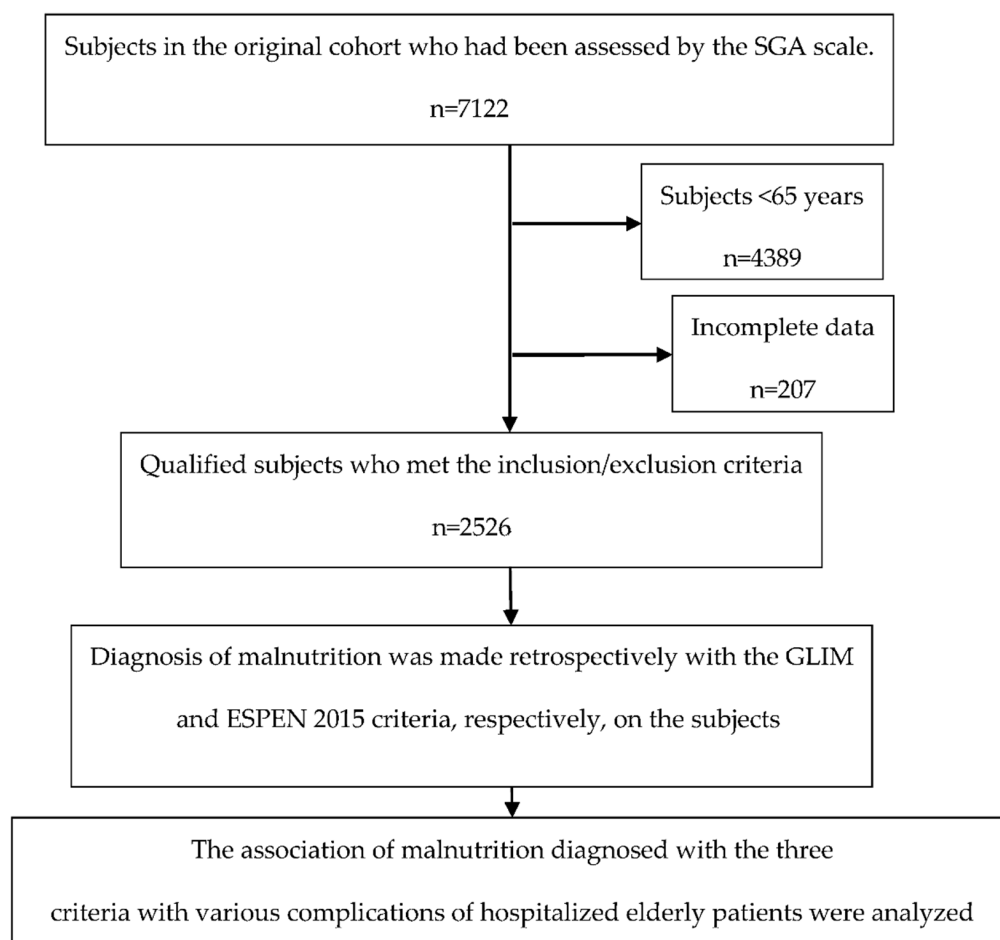 Subjects in the original cohort who had been assessed by the SGA scale.
n=7122
Subjects <65 years
n=4389
Incomplete data
n=207
Qualified subjects who met the inclusion/exclusion criteria
n=2526
Diagnosis of malnutrition was made retrospectively with the GLIM
and ESPEN 2015 criteria, respectively, on the subjects
The association of malnutrition diagnosed with the three
criteria with various complications of hospitalized elderly patients were analyzed